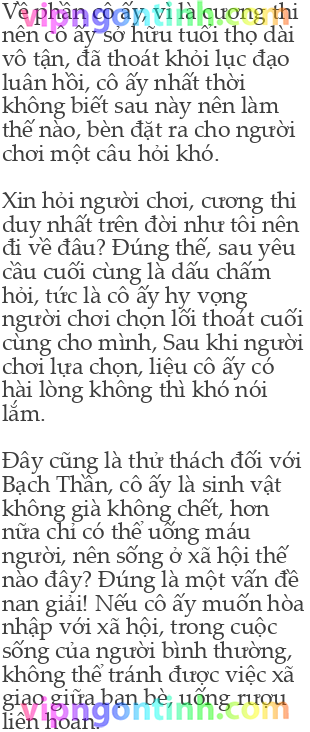 Về phần cô ấy vì là cương thi
vipngontinh.com
nên cô ấy sở hữu tuổi thọ dài
vô tận, đã thoát khỏi lục đạo
luân hồi, cô ấy nhất thời
không biết sau này nên làm
thế nào, bèn đặt ra cho người
chơi một câu hỏi khó.
Xin hỏi người chơi, cương thi
duy nhất trên đời như tôi nên
đi về đâu? Đúng thế, sau yêu
cầu cuối cùng là dấu chấm
hỏi, tức là cô ấy hy vọng
người chơi chọn lối thoát cuối
cùng cho mình, Sau khi người
chơi lựa chọn, liệu cô ấy có
hài lòng không thì khó nói
lắm.
Đây cũng là thử thách đối với
Bạch Thần, cô ấy là sinh vật
không già không chết, hơn
nữa chỉ có thể uống máu
người, nên sống ở xã hội thế
nào đây? Đúng là một vấn đề
nan giải! Nếu cô ấy muốn hòa
nhập với xã hội, trong cuộc
sống của người bình thường,
không thể tránh được việc xã
giao giữa bạn bè, uống rượu
vipngontinh.com
liên hoan.